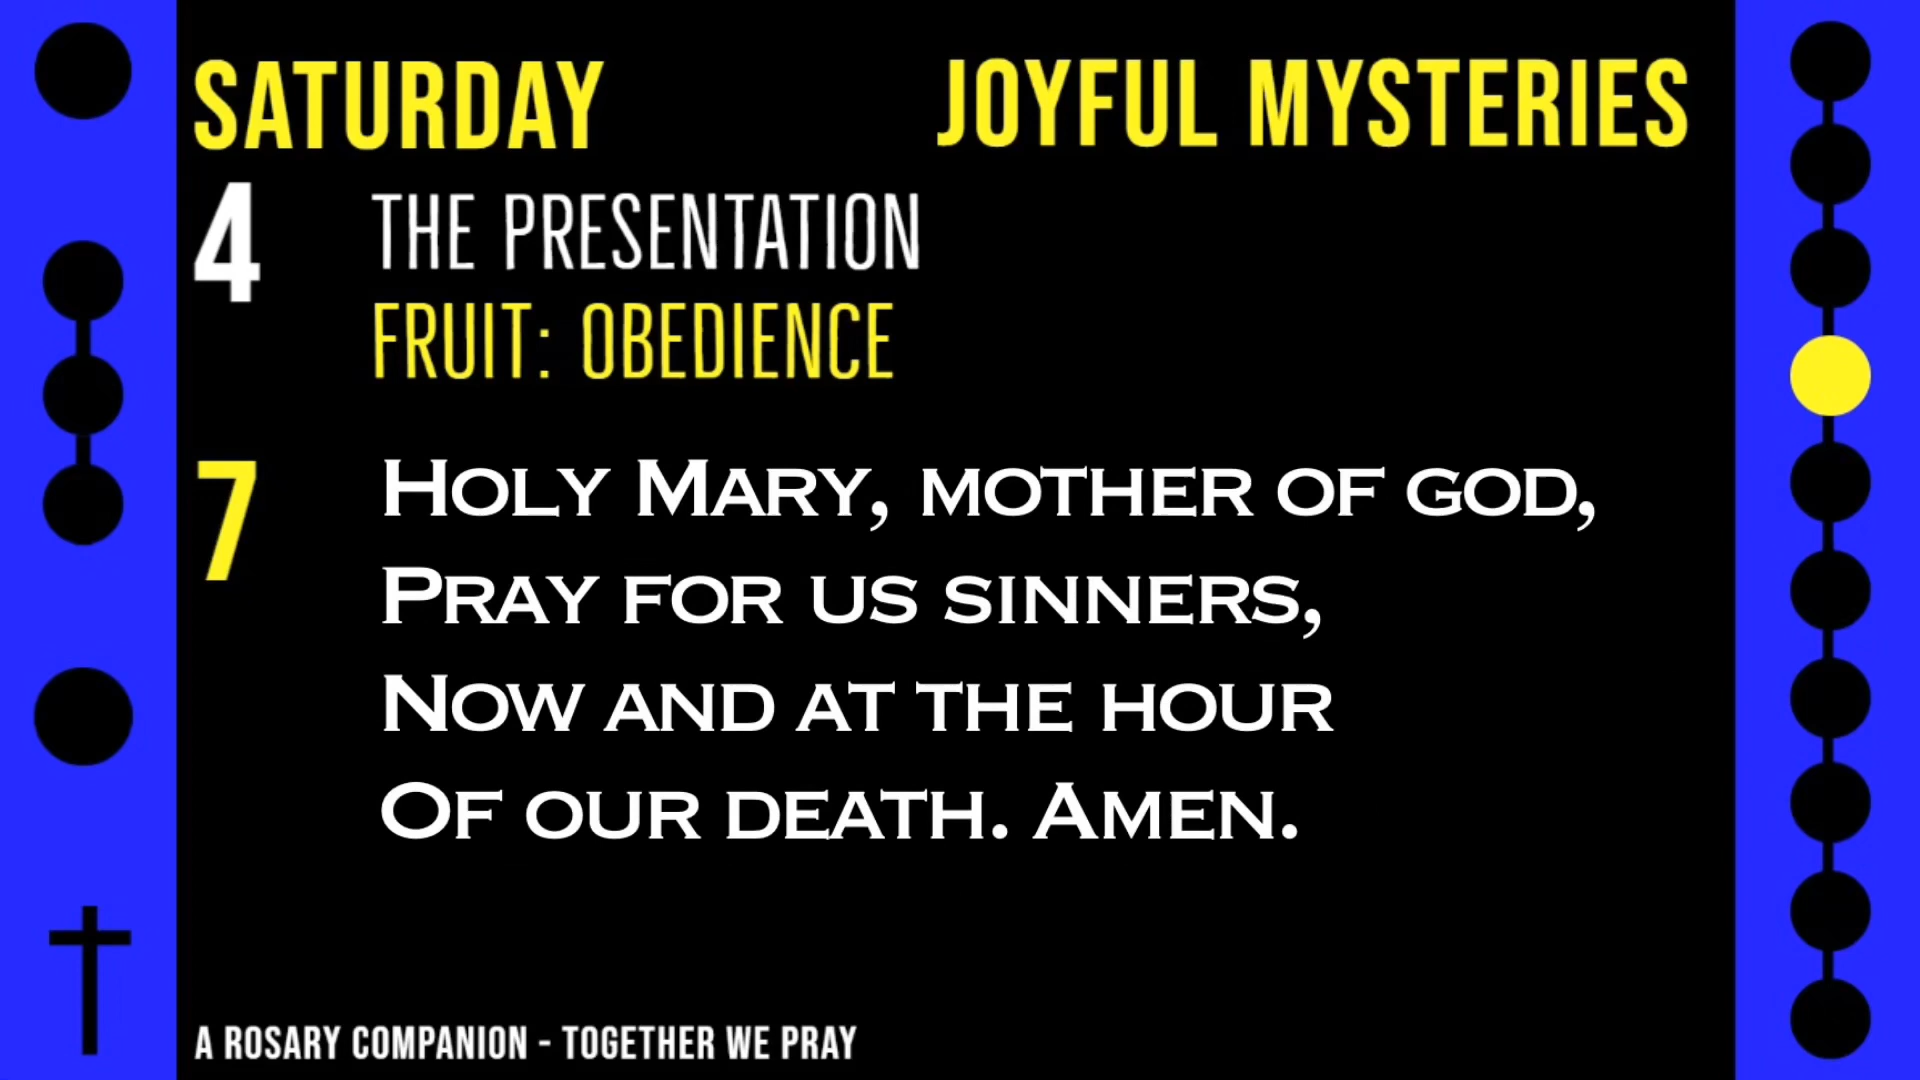 SATURDAY JOYFUL MYSTERIES
4 THE PRESENTATION
FRUIT: OBEDIENCE
7 HOLY MARY, MOTHER OF GOD,
PRAY FOR US SINNERS,
NOW AND AT THE HOUR
OF OUR DEATH. AMEN.
A ROSARY COMPANION - TOGETHER WE PRAY